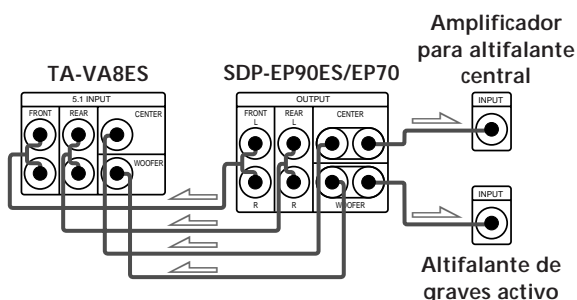 Amplificador
para altifalante
central
TA-VA8ES
SDP-EP90ES/EP70
5.1 INPUT
FRONT
REAR
CENTER
WOOFER
OUTPUT
FRONT
L
REAR
L
CENTER
R
R
WOOFER
INPUT
INPUT
Altifalante de
graves activo